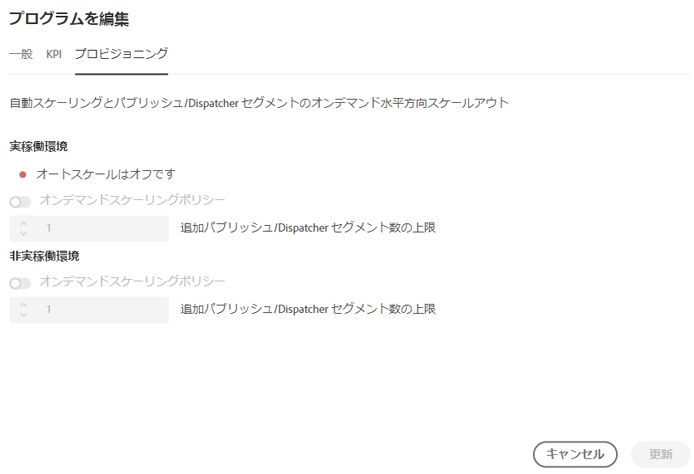 プログラムを編集
一般 KPI プロビジョニング
自動スケーリングとパブリッシュ/Dispatcher セグメントのオンデマンド水平方向スケールアウト
実稼働環境
オートスケールはオフです
オンデマンドスケーリングポリシー
1 追加パブリッシュ/Dispatcher セグメント数の上限
非実稼働環境
オンデマンドスケーリングポリシー
1 追加パブリッシュ/Dispatcher セグメント数の上限
キャンセル 更新